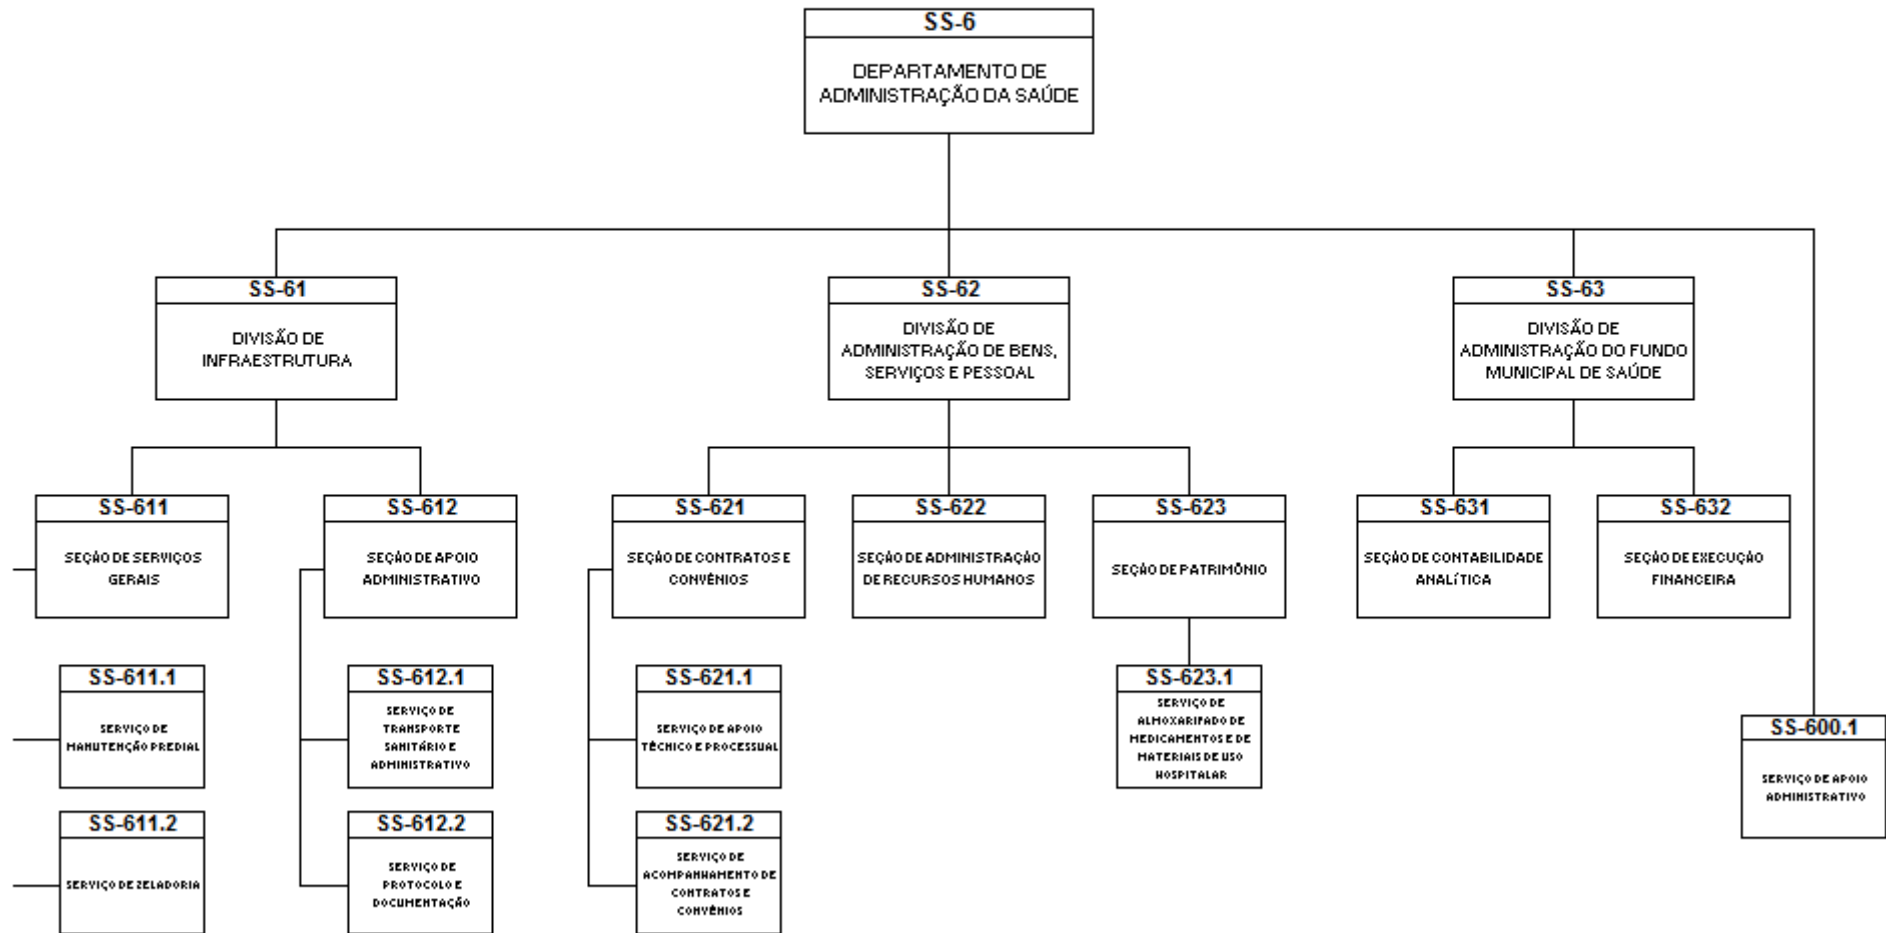 SS-6
DEPARTAMENTO DE
ADMINISTRAÇÃO DA SAÚDE
SS-61
DIVISÃO DE
INFRAESTRUTURA
SS-62
DIVISÃO DE
ADMINISTRAÇÃO DE BENS,
SERVIÇOS E PESSOAL
SS-63
DIVISÃO DE
ADMINISTRAÇÃO DO FUNDO
MUNICIPAL DE SAÚDE
SS-611
SEÇÃO DE SERVIÇOS
GERAIS
SS-612
SEÇÃO DE APOIO
ADMINISTRATIVO
SS-621
SEÇÃO DE CONTRATOS E
CONVÊNIOS
SS-622
SEÇÃO DE ADMINISTRAÇÃO
DE RECURSOS HUMANOS
SS-623
SEÇÃO DE PATRIMÔNIO
SS-631
SEÇÃO DE CONTABILIDADE
ANALÍTICA
SS-632
SEÇÃO DE EXECUÇÃO
FINANCEIRA
SS-611.1
SERVIÇO DE
MANUTENÇÃO PREDIAL
SS-612.1
SERVIÇO DE
TRANSPORTE
SANITÁRIO E
ADMINISTRATIVO
SS-621.1
SERVIÇO DE APOIO
TÉCNICO E PROCESSUAL
SS-623.1
SERVIÇO DE
ALMOXARIFADO DE
MEDICAMENTOS E DE
MATERIAIS DE USO
HOSPITALAR
SS-600.1
SERVIÇO DE APOIO
ADMINISTRATIVO
SS-611.2
SERVIÇO DE ZELADORIA
SS-612.2
SERVIÇO DE
PROTOCOLO E
DOCUMENTAÇÃO
SS-621.2
SERVIÇO DE
ACOMPANHAMENTO DE
CONTRATOS E
CONVÊNIOS